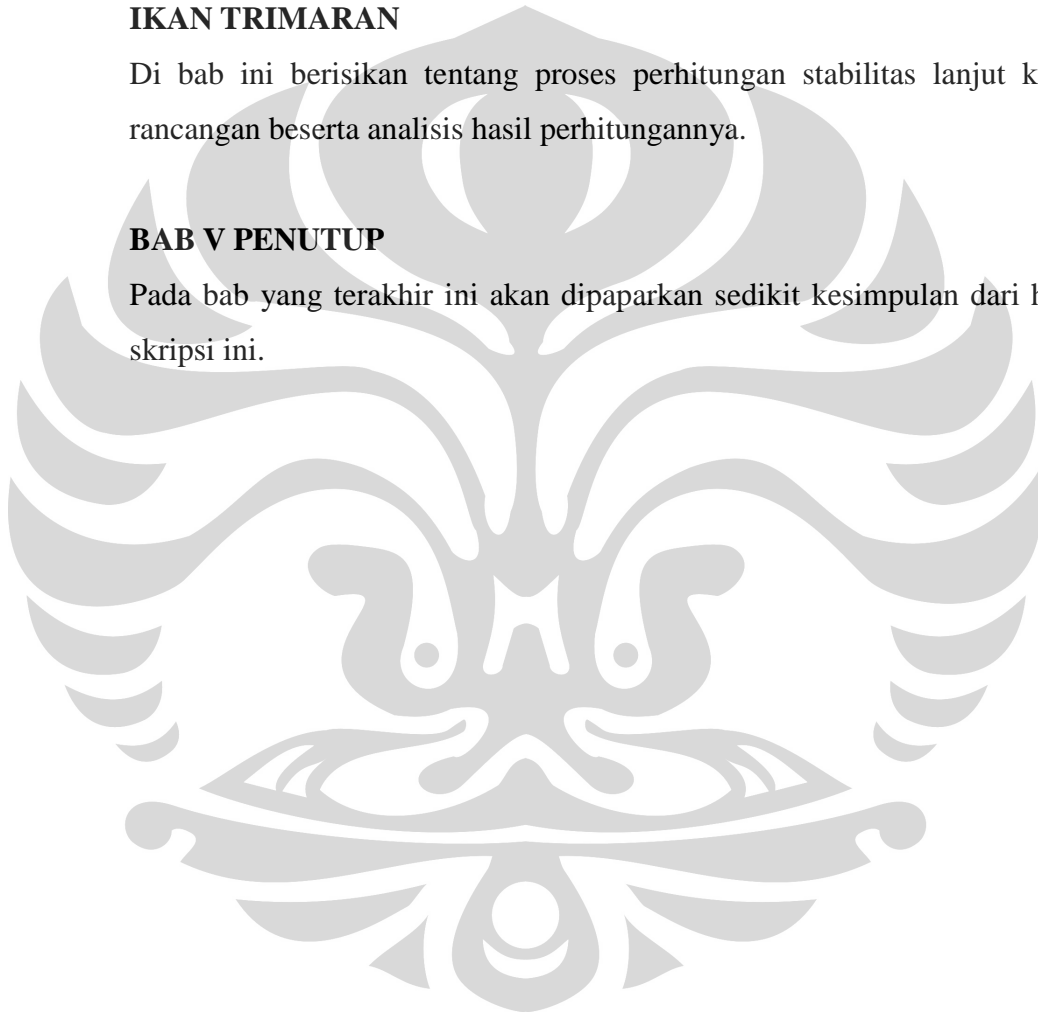 IKAN TRIMARAN
Di bab ini berisikan tentang proses perhitungan stabilitas lanjut
rancangan beserta analisis hasil perhitungannya.
BAB V PENUTUP
Pada bab yang terakhir ini akan dipaparkan sedikit kesimpulan dari
skripsi ini.